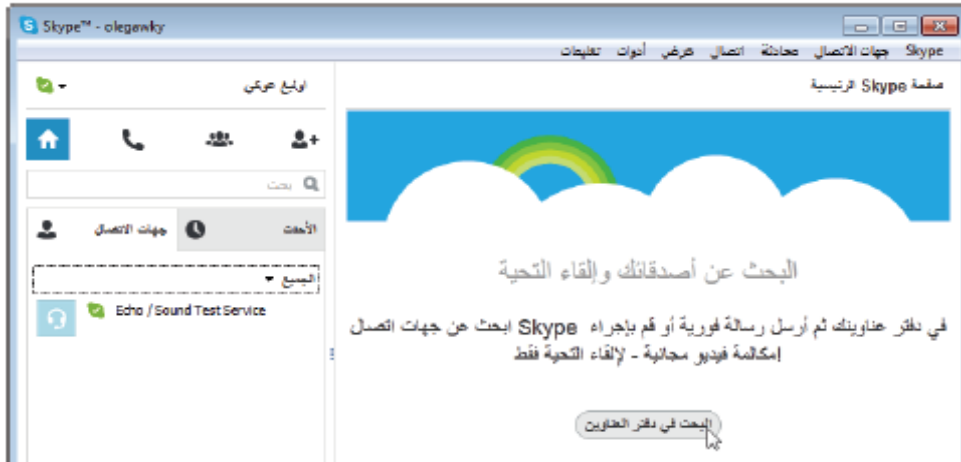 Skype™ - olegawky
Skype جهات الاتصال محادثة اتصال عرض أدوات تعليمات
اوليغ عوكي
صفحة Skype الرئيسية
بحث
جهات الاتصال
الأحدث
الجميع
Echo / Sound Test Service
البحث عن أصدقائك وإلقاء التحية
في دفتر عناوينك ثم أرسل رسالة فورية أو قم بإجراء Skype ابحث عن جهات اتصال
مكالمة فيديو مجانية - لإلقاء التحية فقط!
البحث في دفتر العناوين